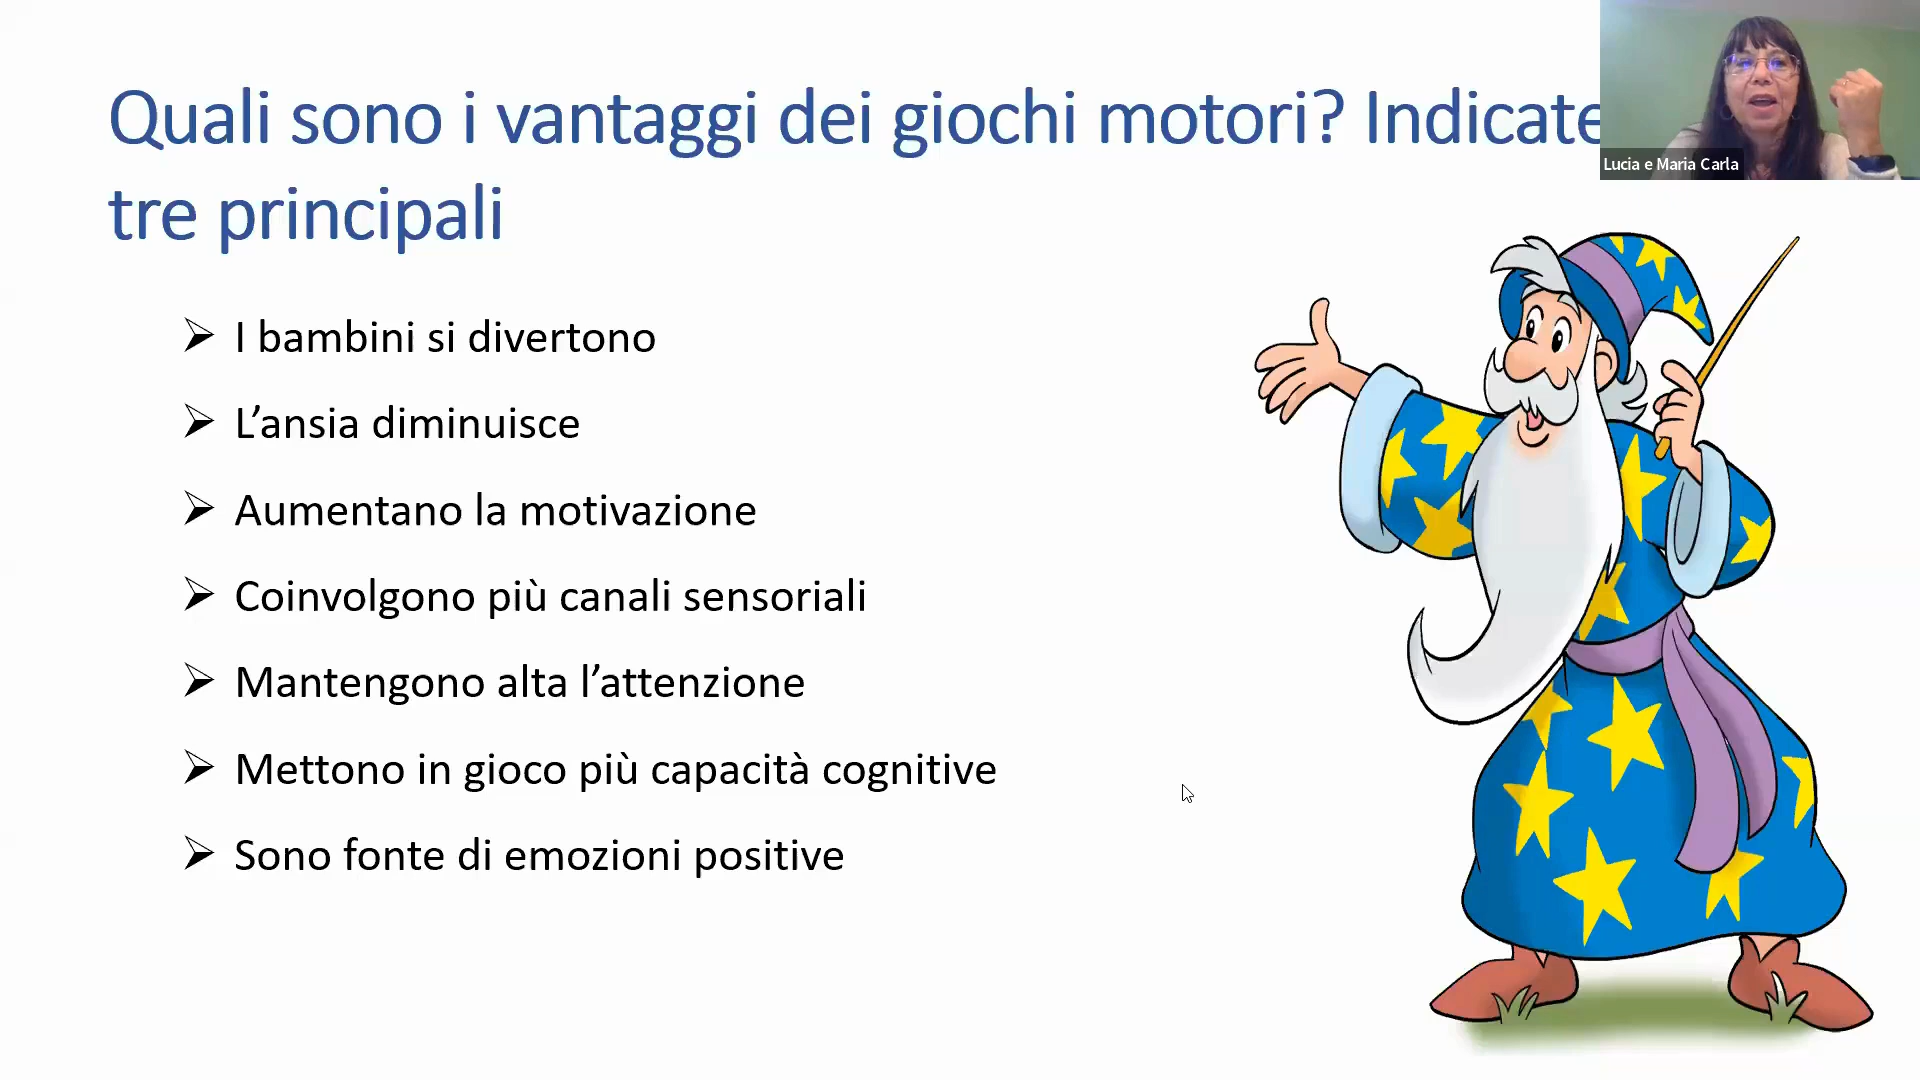 Quali sono i vantaggi dei giochi motori? Indicate
tre principali
Lucia e Maria Carla
I bambini si divertono
L’ansia diminuisce
Aumentano la motivazione
Coinvolgono più canali sensoriali
Mantengono alta l’attenzione
Mettono in gioco più capacità cognitive
Sono fonte di emozioni positive